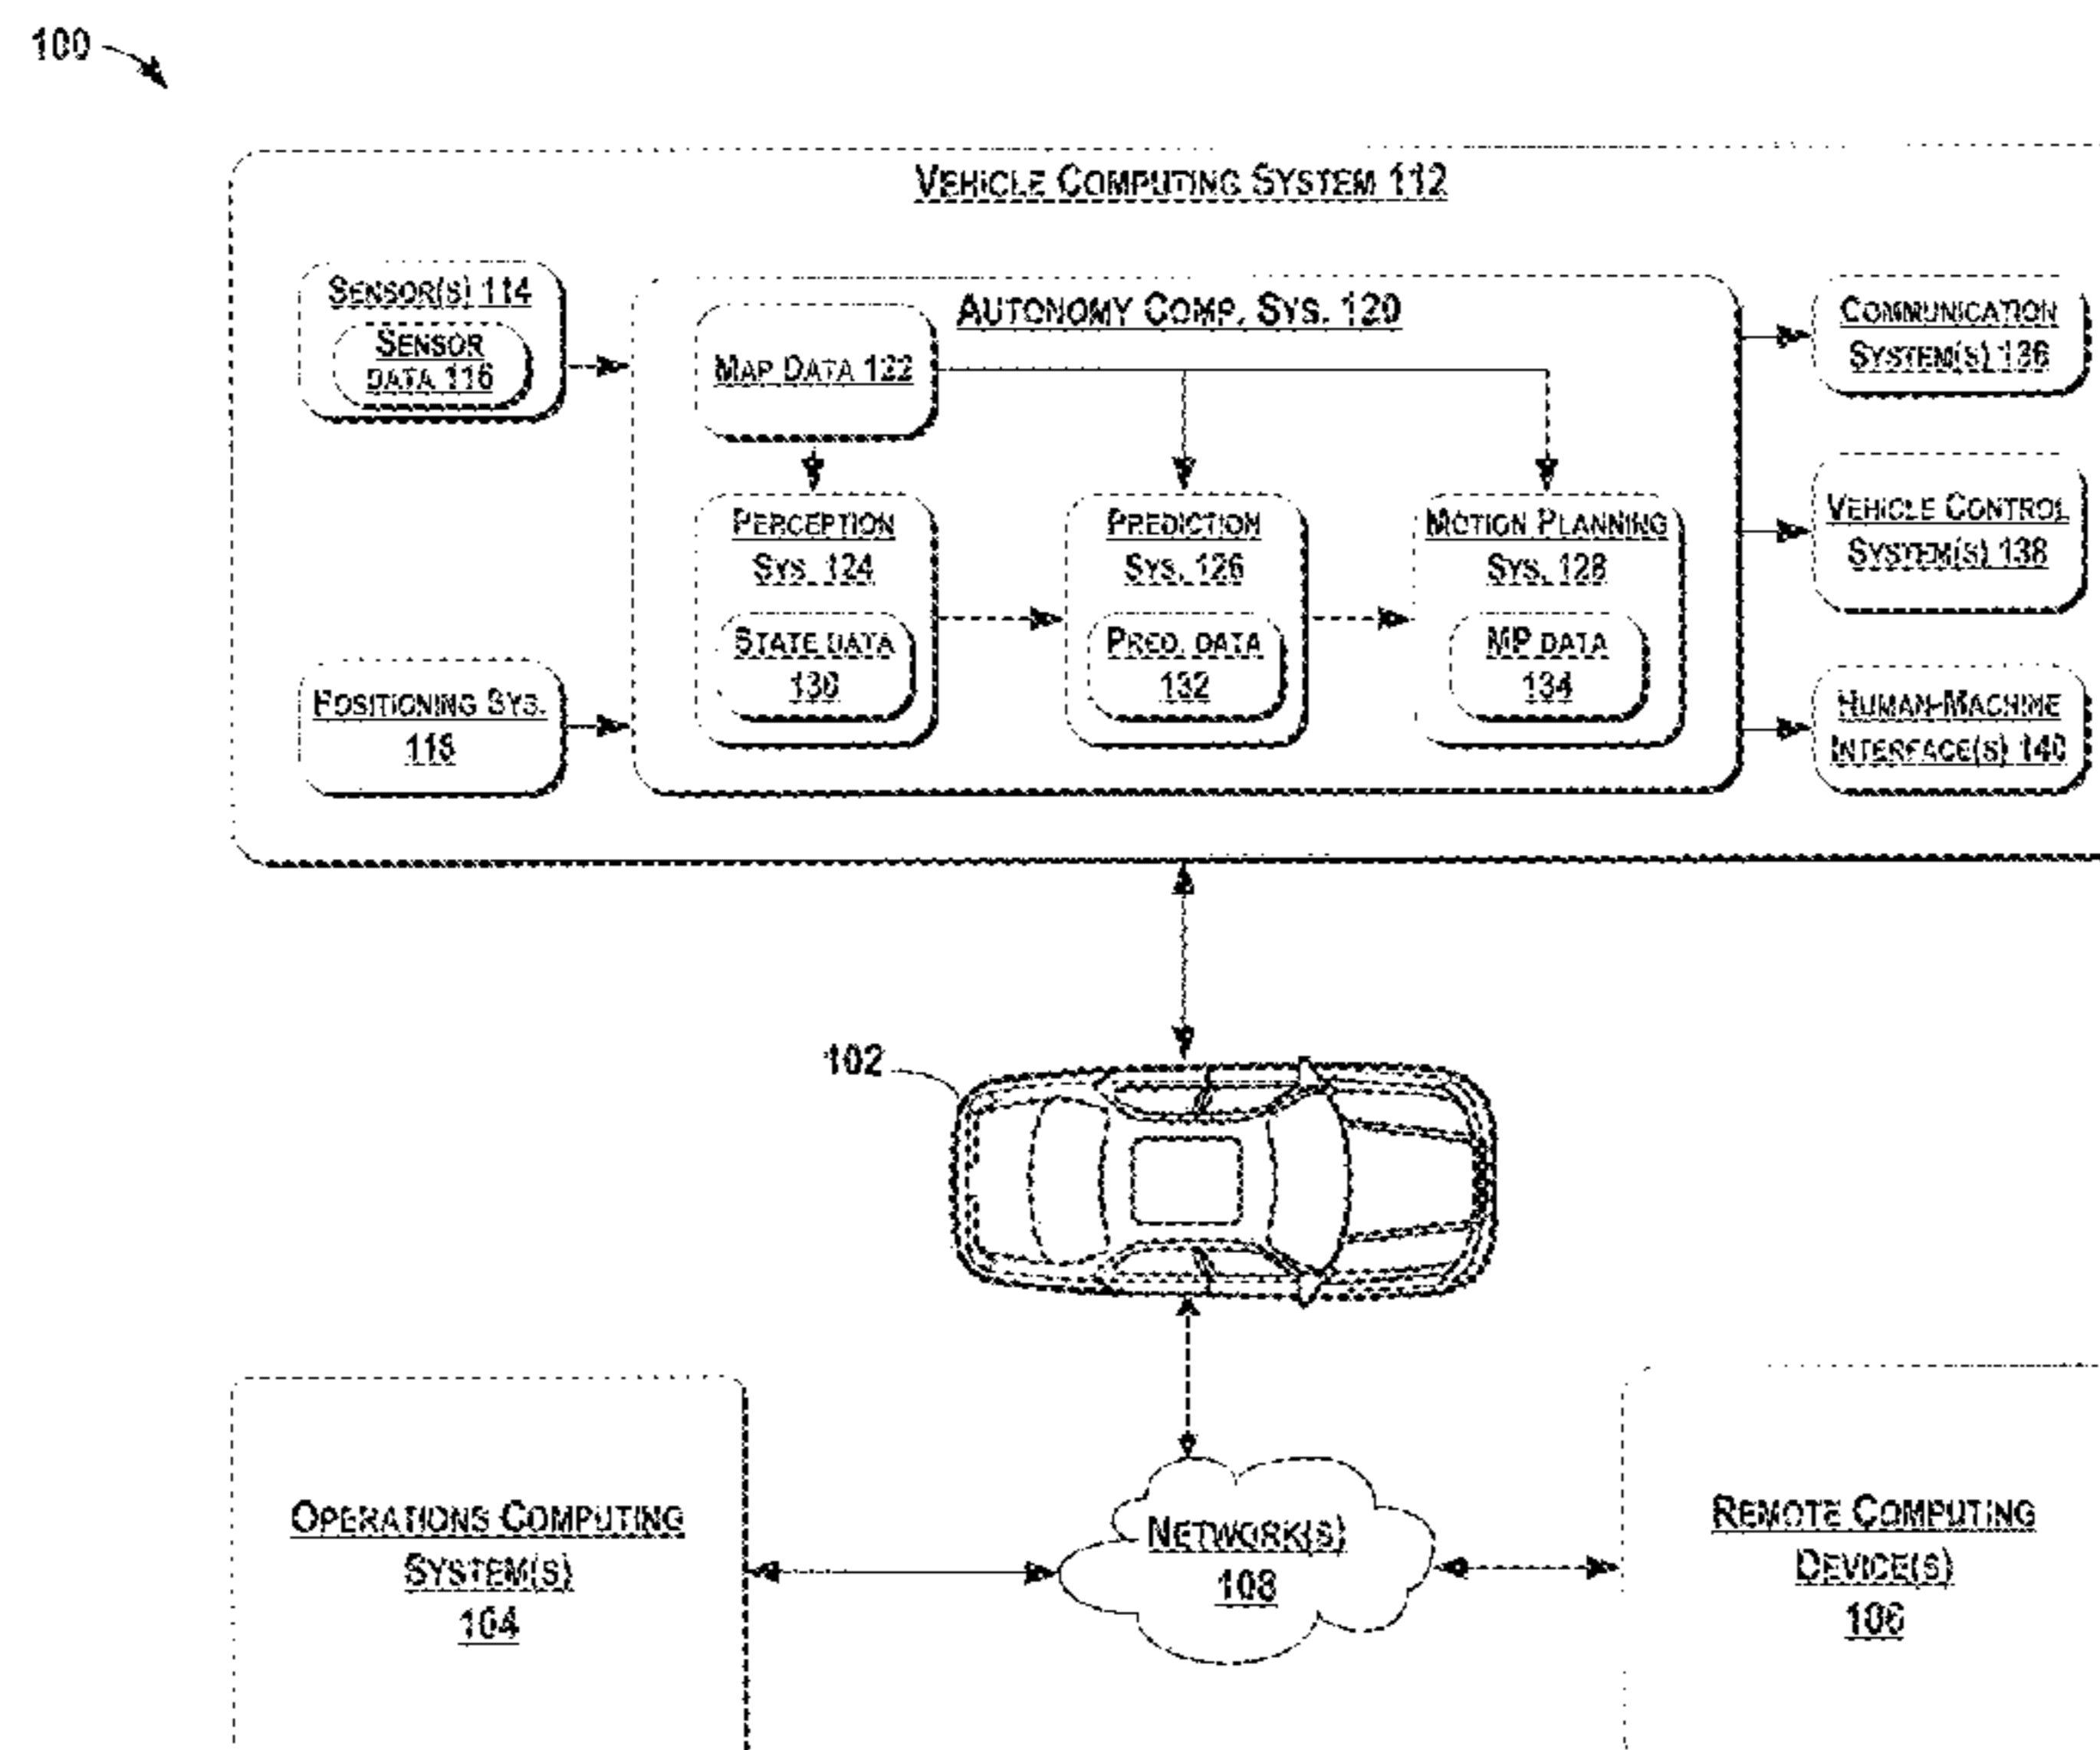 100
VEHICLE COMPUTING SYSTEM 112
SENSOR(S) 114
SENSOR
DATA 116
AUTONOMY COMP. SYS. 120
MAP DATA 122
COMMUNICATION
SYSTEM(S) 136
PERCEPTION
SYS. 124
STATE DATA
130
PREDICTION
SYS. 126
PRED. DATA
132
MOTION PLANNING
SYS. 128
MP DATA
134
VEHICLE CONTROL
SYSTEM(S) 138
POSITIONING SYS.
118
HUMAN-MACHINE
INTERFACE(S) 140
102
OPERATIONS COMPUTING
SYSTEM(S)
104
NETWORK(S)
108
REMOTE COMPUTING
DEVICE(S)
106